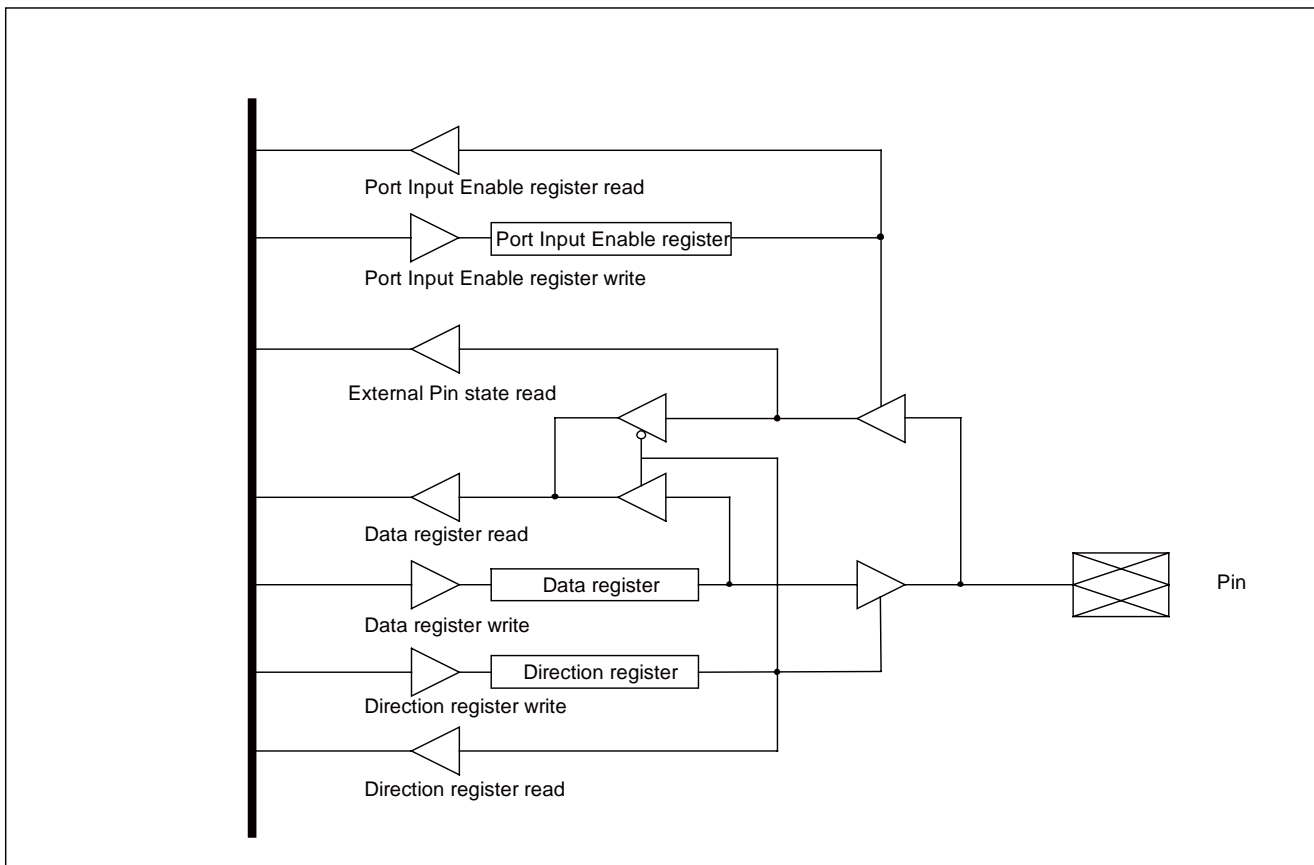 Port Input Enable register read
Port Input Enable register
Port Input Enable register write
External Pin state read
Data register read
Data register
Pin
Data register write
Direction register
Direction register write
Direction register read